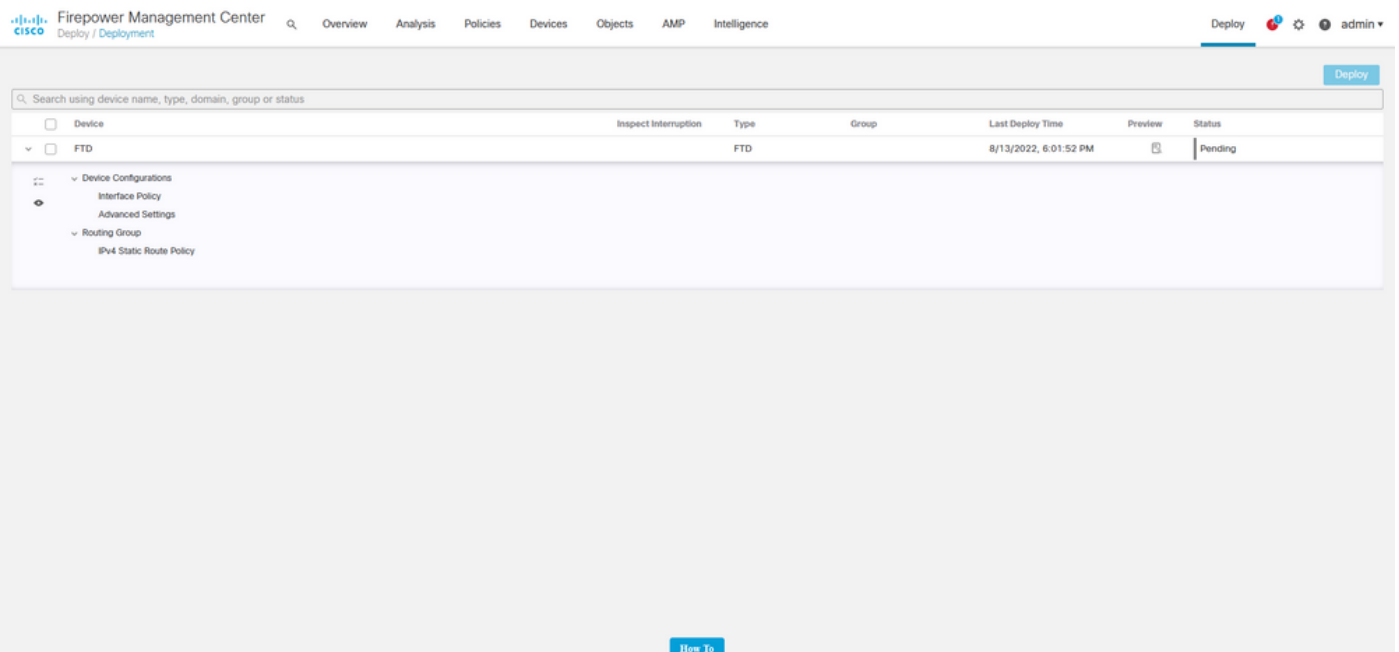 Firepower Management Center
CISCO
Deploy / Deployment
Overview Analysis Policies Devices Objects AMP Intelligence Deploy 1 admin
Deploy
Search using device name, type, domain, group or status
Device Inspect Interruption Type Group Last Deploy Time Preview Status
FTD FTD 8/13/2022, 6:01:52 PM Pending
Device Configurations
Interface Policy
Advanced Settings
Routing Group
IPv4 Static Route Policy
How To